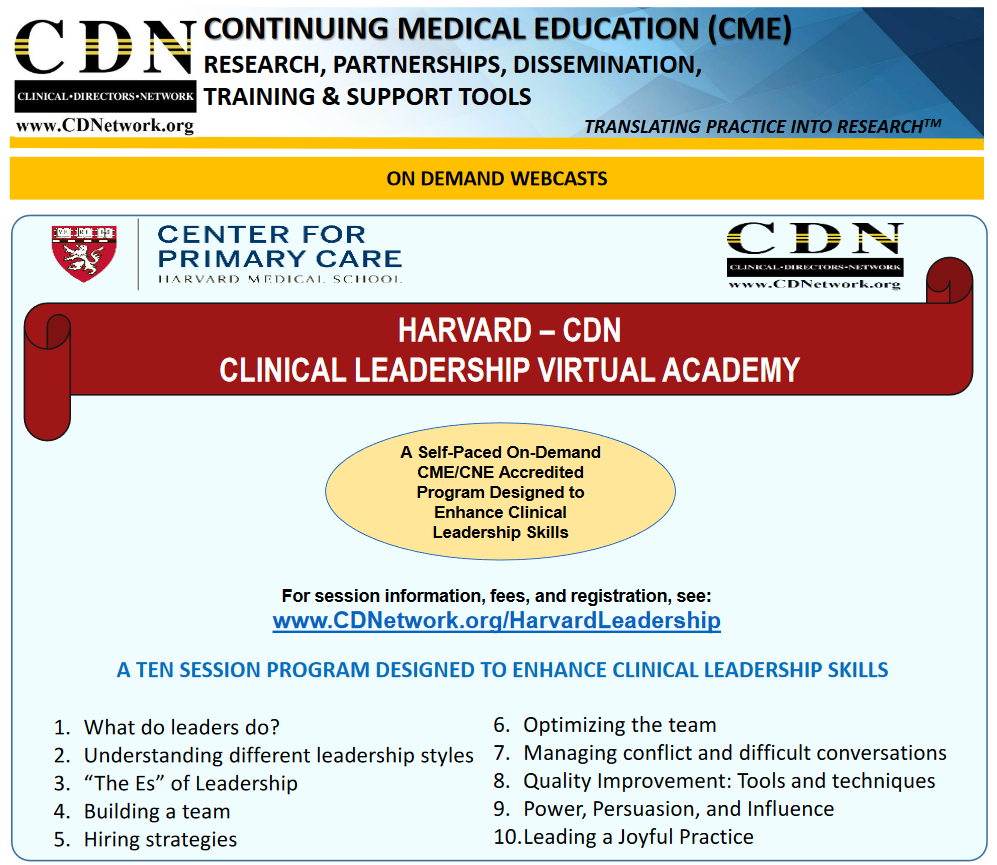 CDN
CLINICAL•DIRECTORS•NETWORK
www.CDNetwork.org
CONTINUING MEDICAL EDUCATION (CME)
RESEARCH, PARTNERSHIPS, DISSEMINATION,
TRAINING & SUPPORT TOOLS
TRANSLATING PRACTICE INTO RESEARCH™
ON DEMAND WEBCASTS
VE RI TAS
CENTER FOR
PRIMARY CARE
HARVARD MEDICAL SCHOOL
CDN
CLINICAL•DIRECTORS•NETWORK
www.CDNetwork.org
HARVARD – CDN
CLINICAL LEADERSHIP VIRTUAL ACADEMY
A Self-Paced On-Demand
CME/CNE Accredited
Program Designed to
Enhance Clinical
Leadership Skills
For session information, fees, and registration, see:
www.CDNetwork.org/HarvardLeadership
A TEN SESSION PROGRAM DESIGNED TO ENHANCE CLINICAL LEADERSHIP SKILLS
1. What do leaders do?
2. Understanding different leadership styles
3. “The Es” of Leadership
4. Building a team
5. Hiring strategies
6. Optimizing the team
7. Managing conflict and difficult conversations
8. Quality Improvement: Tools and techniques
9. Power, Persuasion, and Influence
10.Leading a Joyful Practice